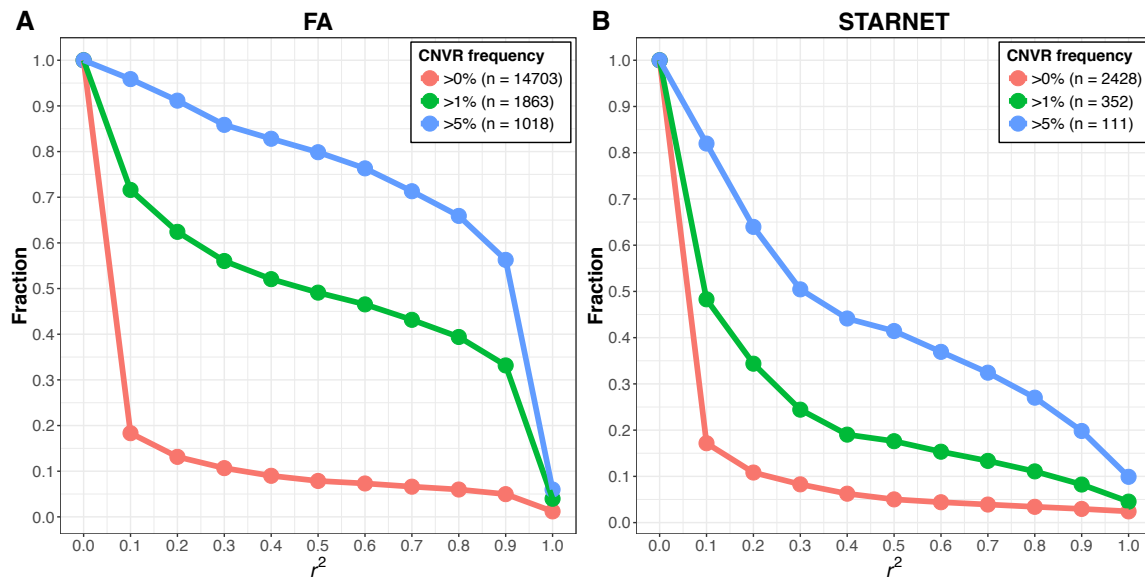 A
FA
CNVR frequency
>0% (n = 14703)
>1% (n = 1863)
>5% (n = 1018)
Fraction
1.0
0.9
0.8
0.7
0.6
0.5
0.4
0.3
0.2
0.1
0.0
0.0 0.1 0.2 0.3 0.4 0.5 0.6 0.7 0.8 0.9 1.0
r²
B
STARNET
CNVR frequency
>0% (n = 2428)
>1% (n = 352)
>5% (n = 111)
Fraction
1.0
0.9
0.8
0.7
0.6
0.5
0.4
0.3
0.2
0.1
0.0
0.0 0.1 0.2 0.3 0.4 0.5 0.6 0.7 0.8 0.9 1.0
r²